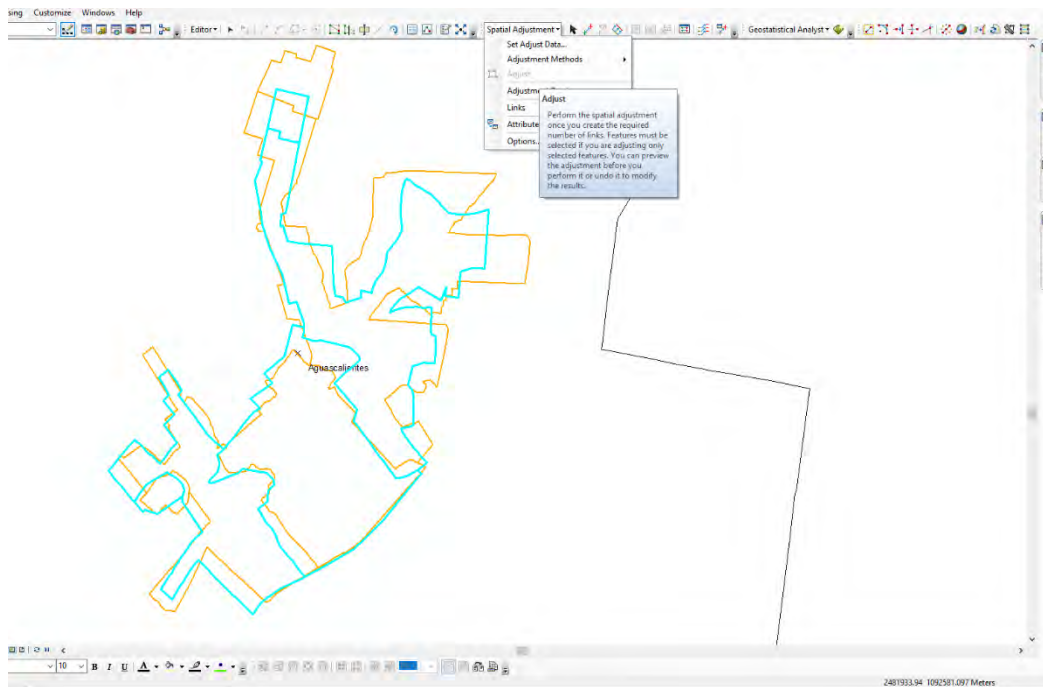 sing Customize Windows Help
Editor
Spatial Adjustment
Geostatistical Analyst
Set Adjust Data...
Adjustment Methods
Adjust
Adjustment
Links
Attribute
Options...
Adjust
Perform the spatial adjustment
once you create the required
number of links. Features must be
selected if you are adjusting only
selected features. You can preview
the adjustment before you
perform it or undo it to modify
the results.
Aguascalientes
10 B I U A
2481933.94 1092581.097 Meters